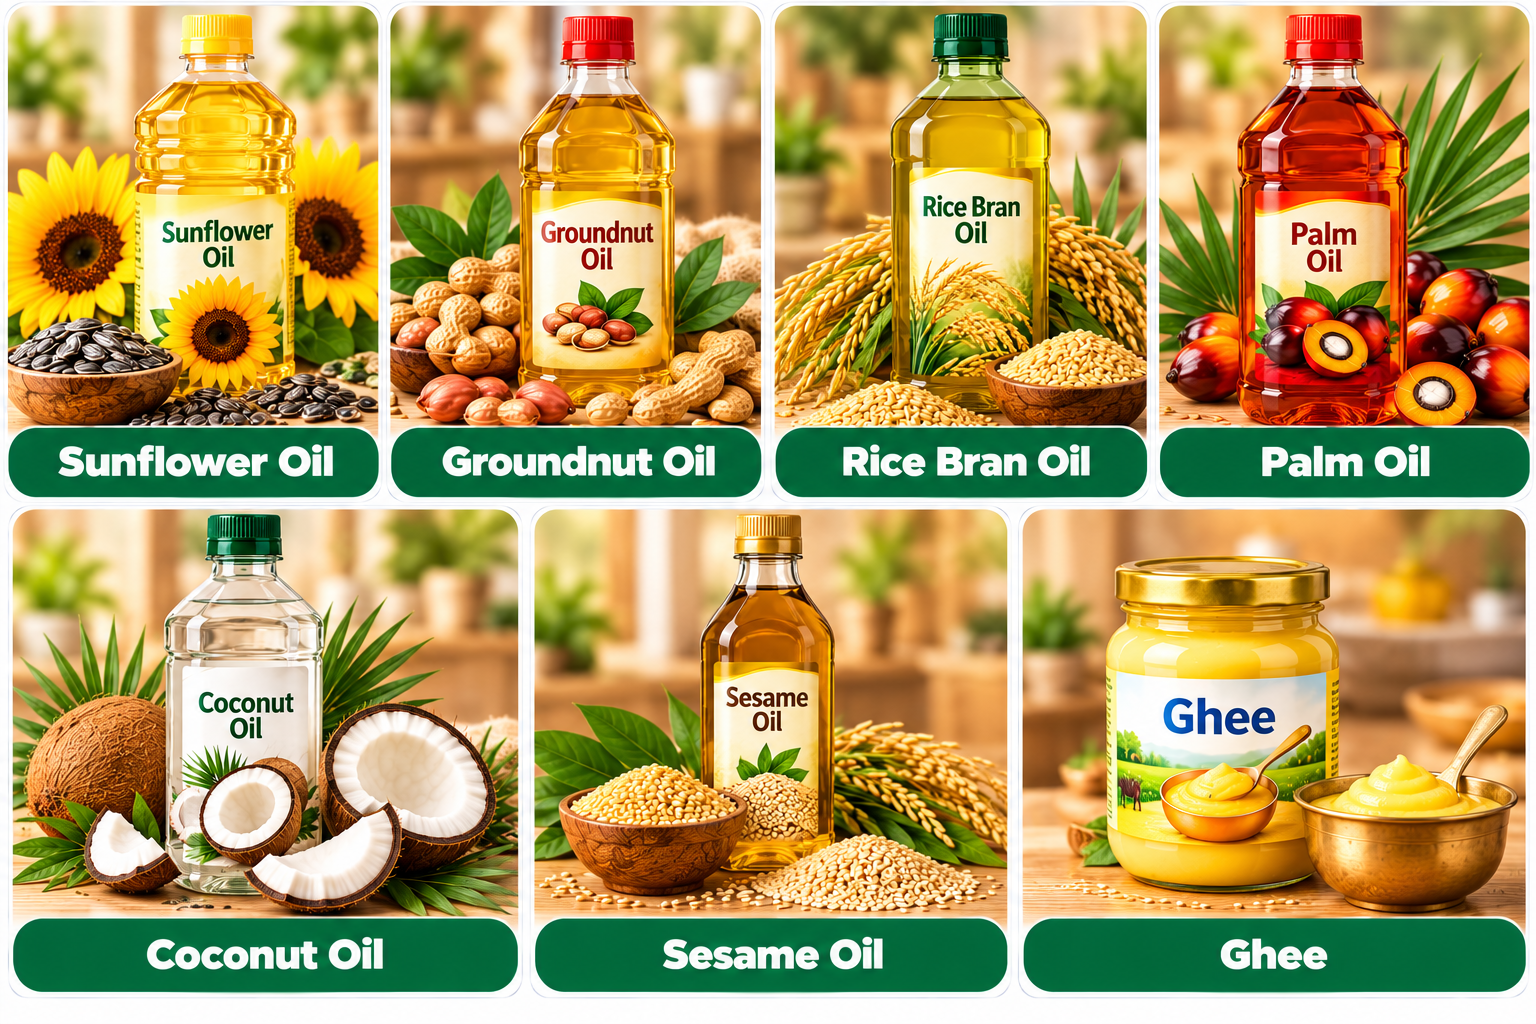 Sunflower
Oil
Groundnut
Oil
Rice Bran
Oil
Palm
Oil
Sunflower Oil
Groundnut Oil
Rice Bran Oil
Palm Oil
Coconut
Oil
Sesame
Oil
Ghee
Coconut Oil
Sesame Oil
Ghee